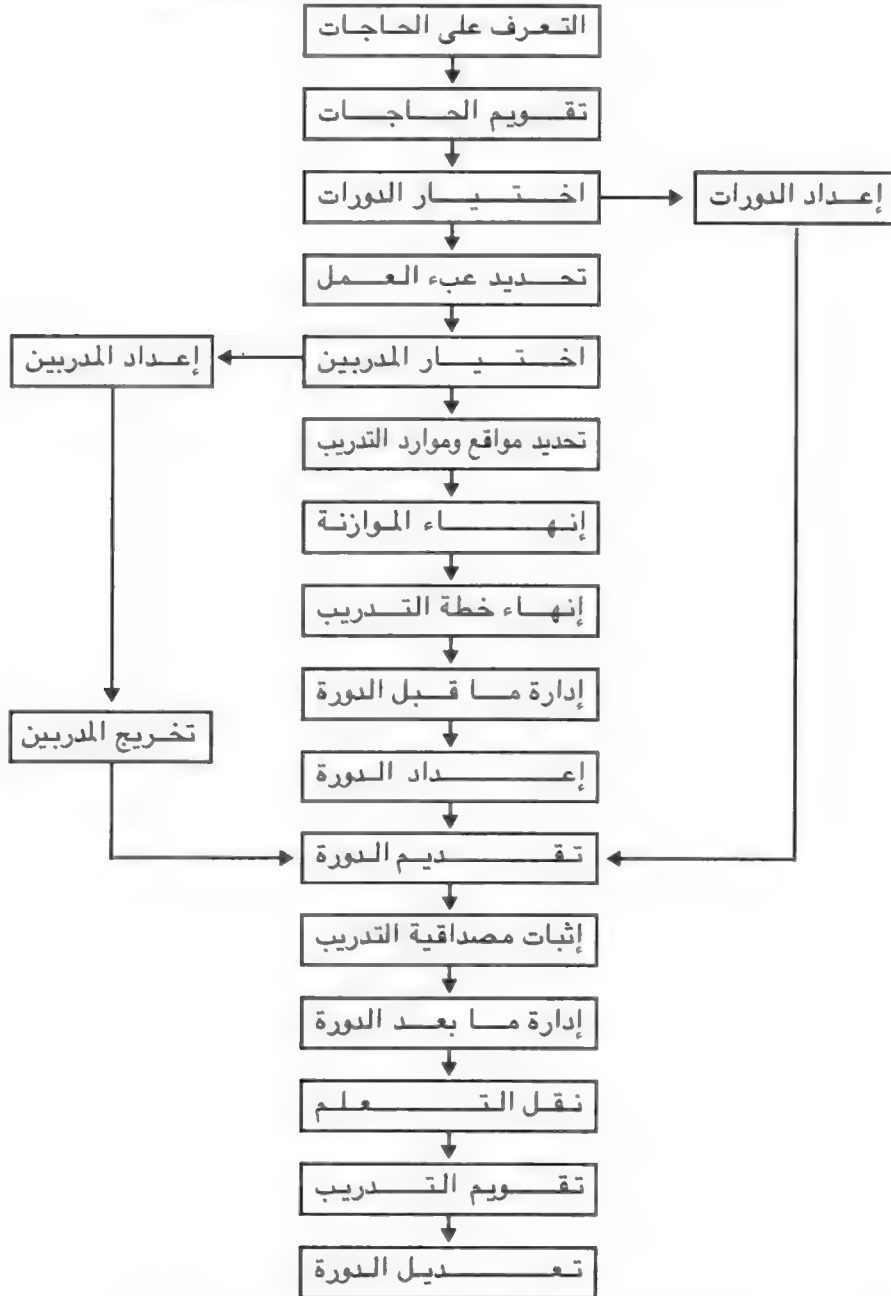 التعرف على الحاجات
تقويم الحاجات
اختيار الدورات
إعداد الدورات
تحديد عبء العمل
اختيار المدربين
إعداد المدربين
تحديد مواقع وموارد التدريب
إنهاء الموازنة
إنهاء خطة التدريب
إدارة ما قبل الدورة
تخريج المدربين
إعداد الدورة
تقديم الدورة
إثبات مصداقية التدريب
إدارة ما بعد الدورة
نقل التعلم
تقويم التدريب
تعديل الدورة